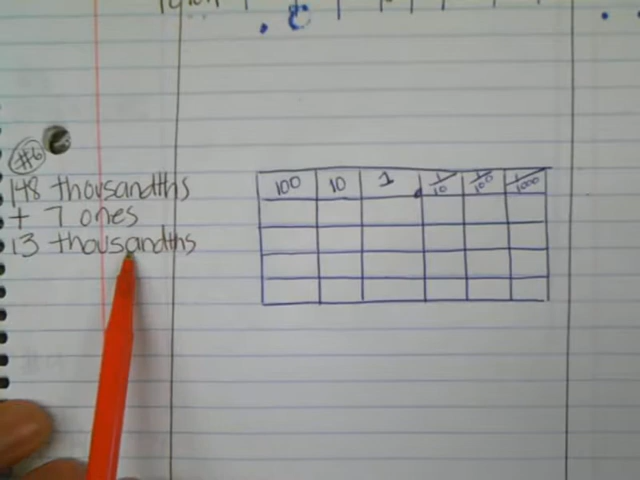 #6
148 thousandths
+ 7 ones
13 thousandths
100 10 1 . 1/10 1/100 1/1000